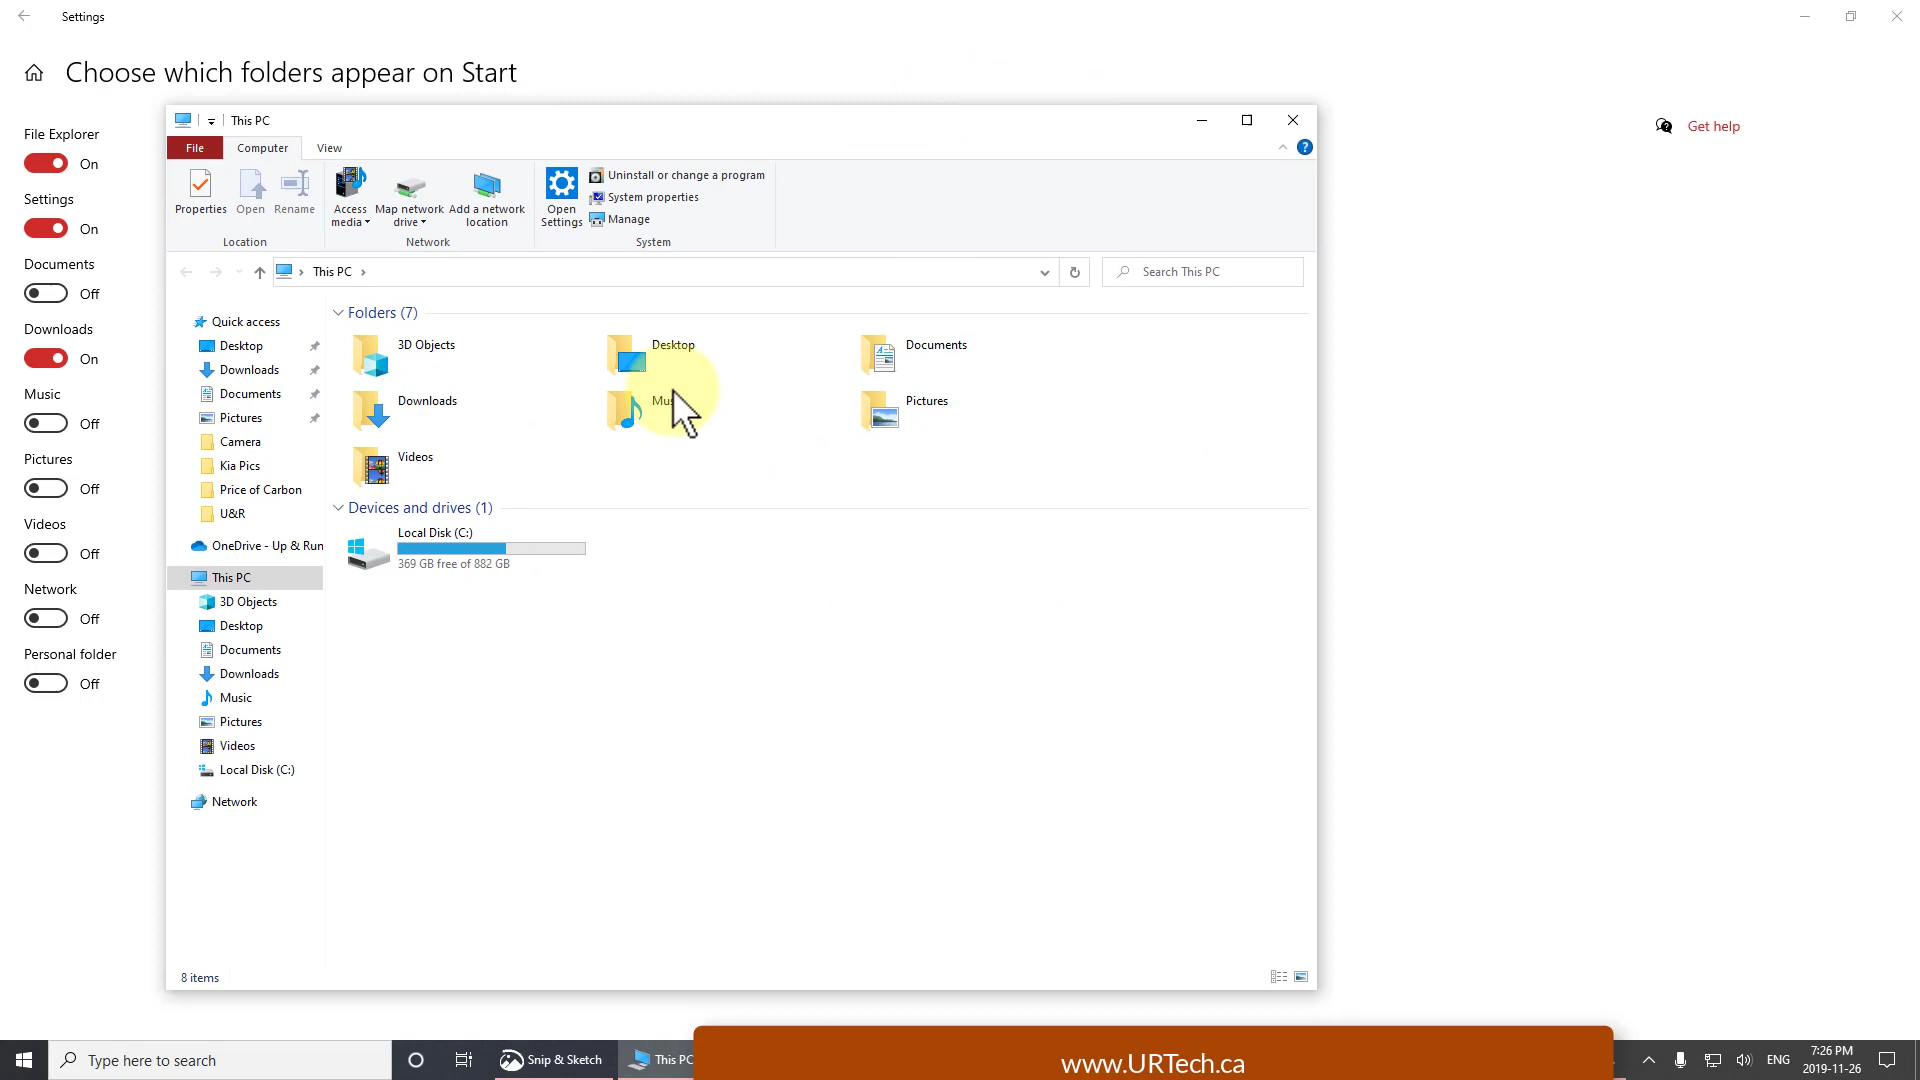 Settings
Choose which folders appear on Start
File Explorer
On
Settings
On
Documents
Off
Downloads
On
Music
Off
Pictures
Off
Videos
Off
Network
Off
Personal folder
Off
Get help
This PC
File
Computer
View
Properties
Open
Rename
Location
Access media
Map network drive
Add a network location
Network
Open Settings
Uninstall or change a program
System properties
Manage
System
This PC
Search This PC
Quick access
Desktop
Downloads
Documents
Pictures
Camera
Kia Pics
Price of Carbon
U&R
OneDrive - Up & Run
This PC
3D Objects
Desktop
Documents
Downloads
Music
Pictures
Videos
Local Disk (C:)
Network
Folders (7)
3D Objects
Desktop
Documents
Downloads
Mus
Pictures
Videos
Devices and drives (1)
Local Disk (C:)
369 GB free of 882 GB
8 items
Type here to search
Snip & Sketch
This PC
www.URTech.ca
ENG
7:26 PM
2019-11-26